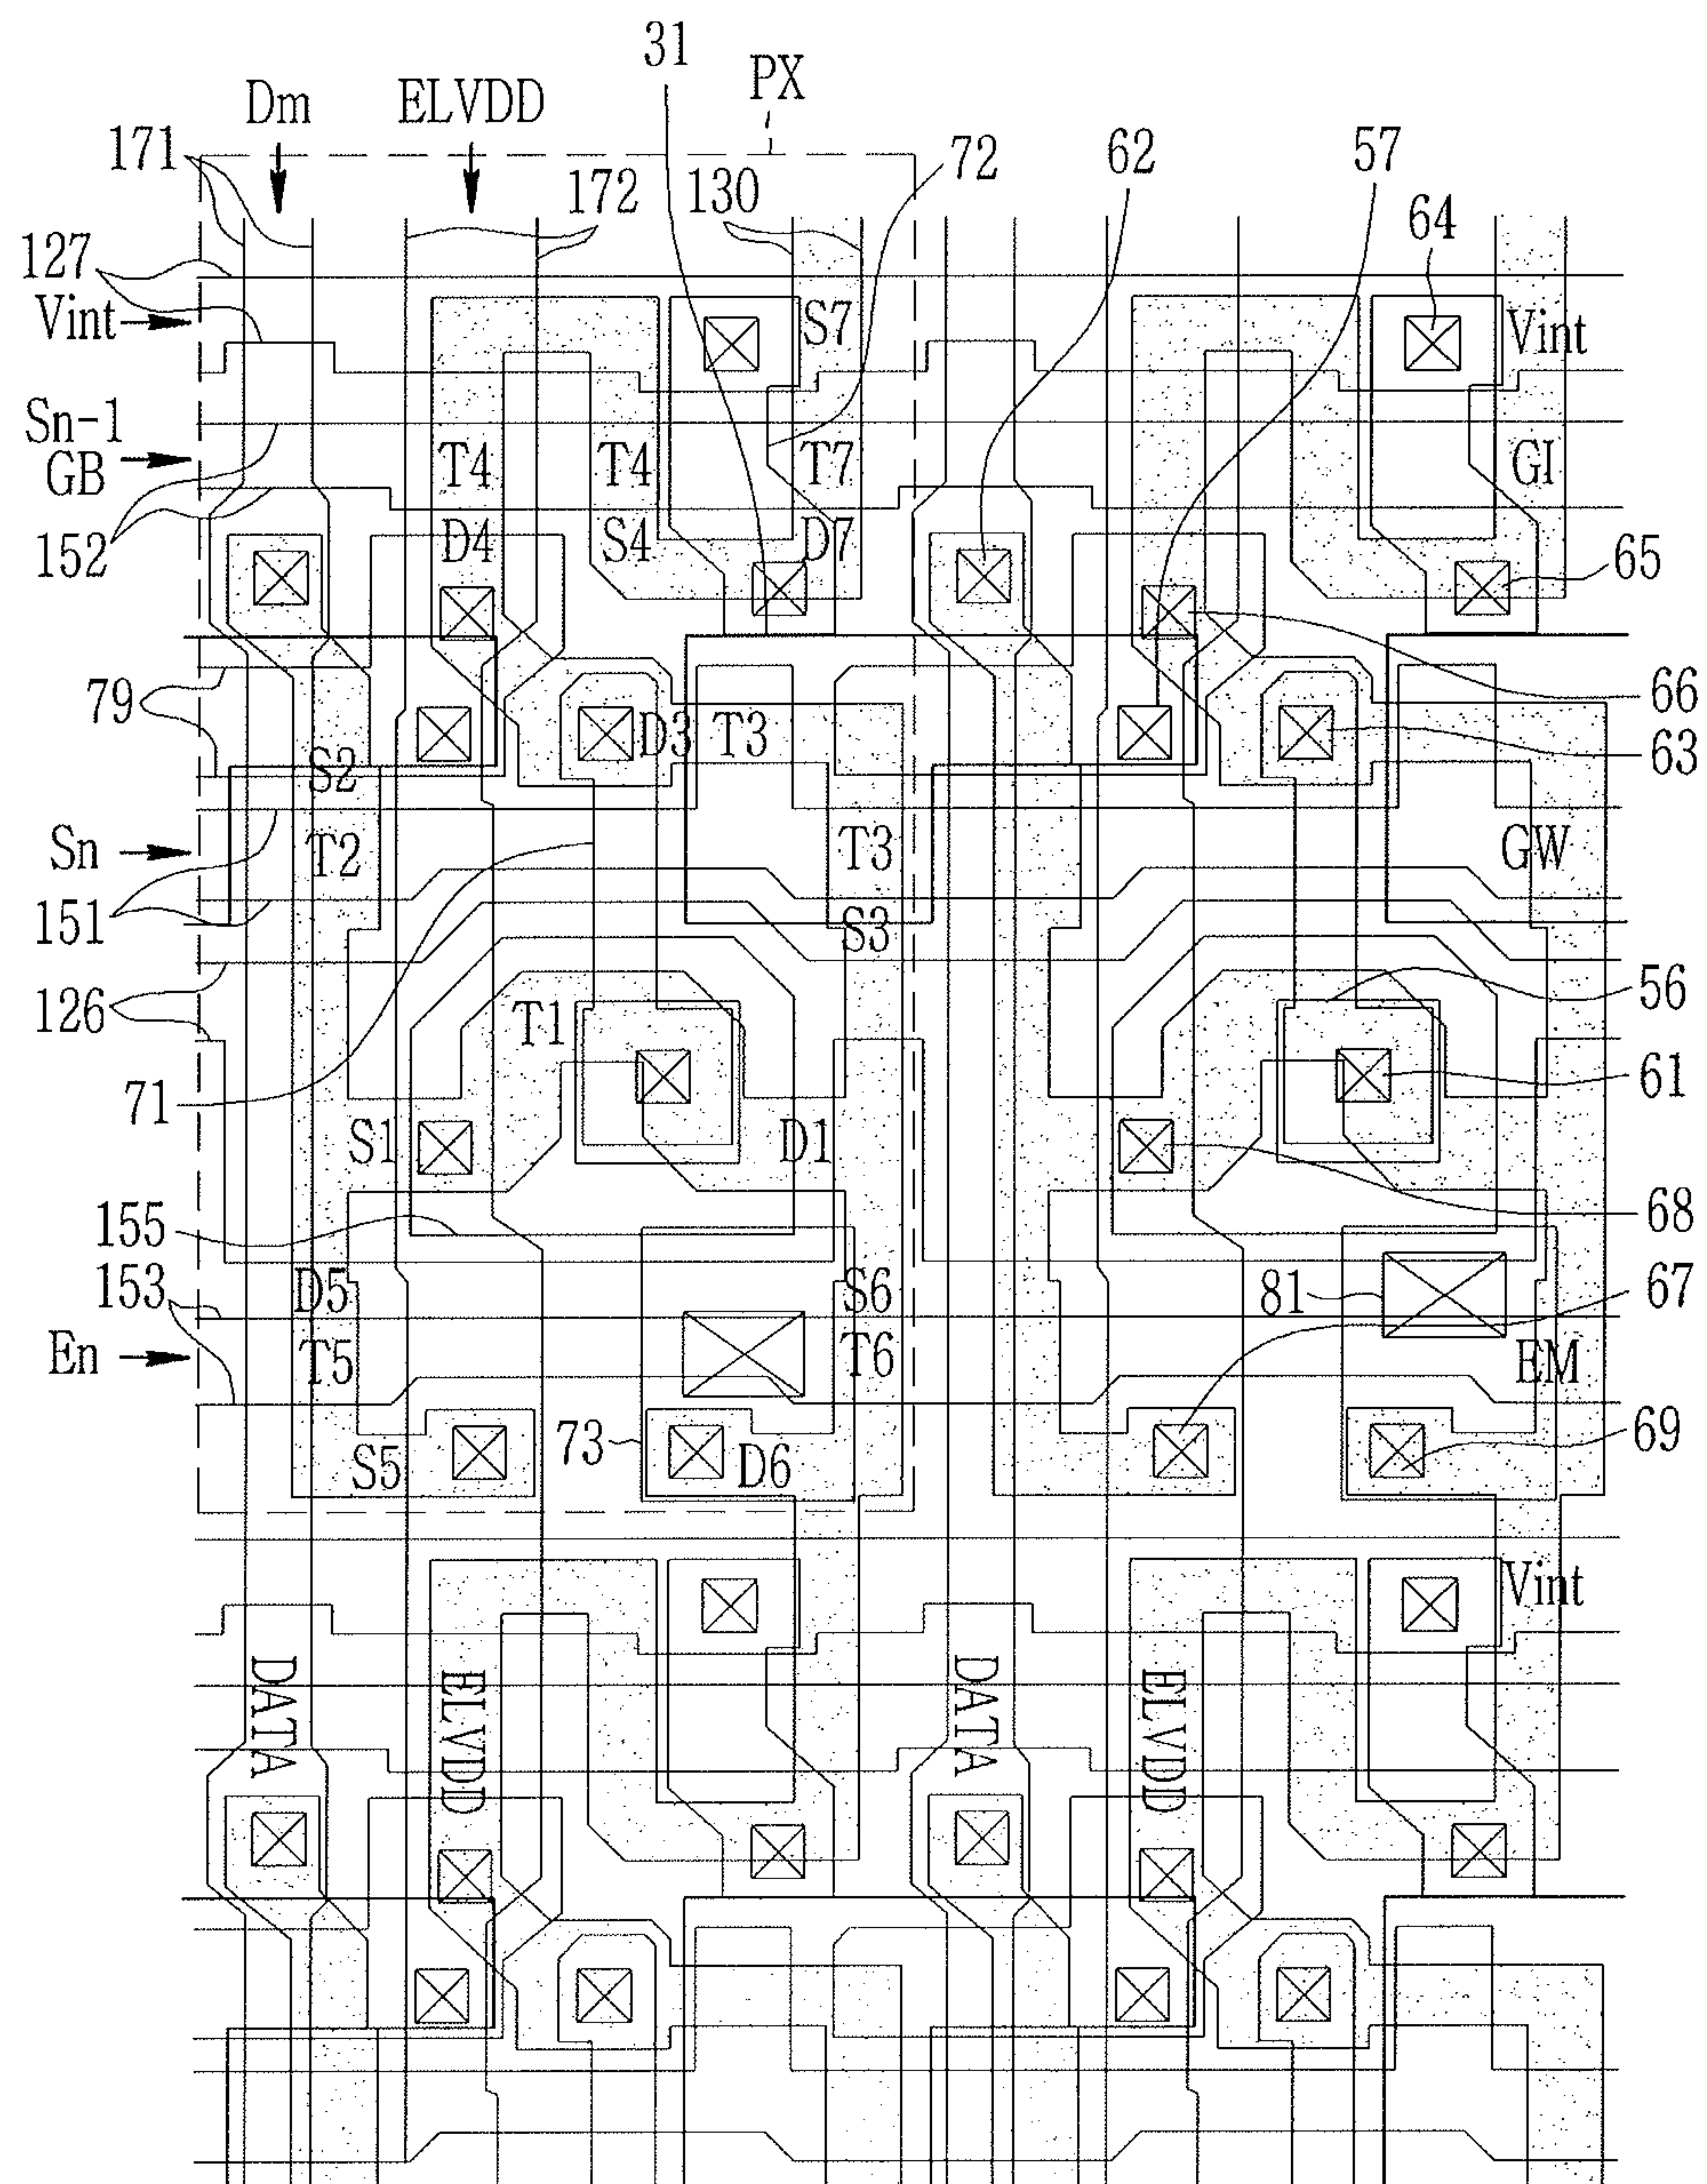 31
PX
Dm
ELVDD
171
172
130
72
62
57
127
64
Vint
S7
Vint
Sn-1
GB
T4
T4
T7
GI
152
D4
S4
D7
65
79
66
D3
T3
63
S2
Sn
T2
T3
GW
151
S3
126
T1
56
71
61
S1
D1
155
68
153
D5
S6
81
67
En
T5
T6
EM
73
S5
D6
69
Vint
DATA
ELVDD
DATA
ELVDD